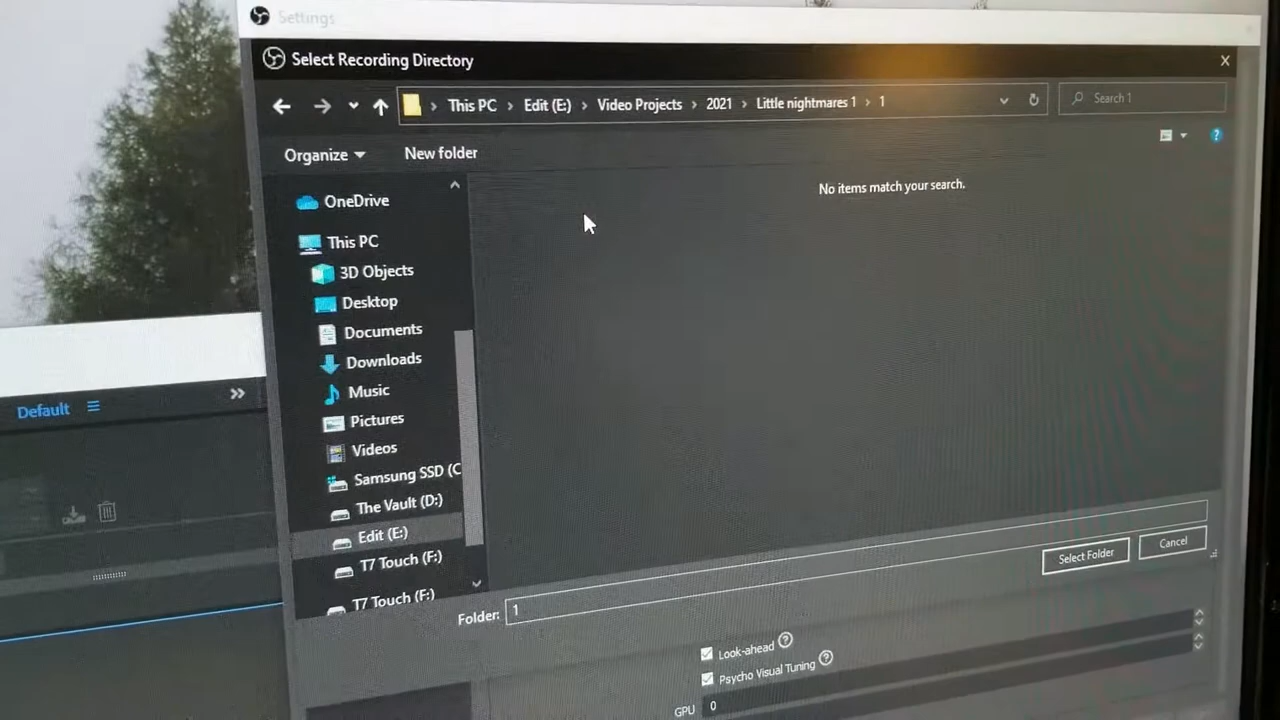 Settings
Select Recording Directory
This PC
Edit (E:)
Video Projects
2021
Little nightmares 1
1
Search 1
Organize
New folder
No items match your search.
OneDrive
This PC
3D Objects
Desktop
Documents
Downloads
Music
Pictures
Videos
Samsung SSD (C
The Vault (D:)
Edit (E:)
T7 Touch (F:)
T7 Touch (F:)
Folder: 1
Select Folder
Cancel
Look-ahead
Psycho Visual Tuning
GPU 0
Default